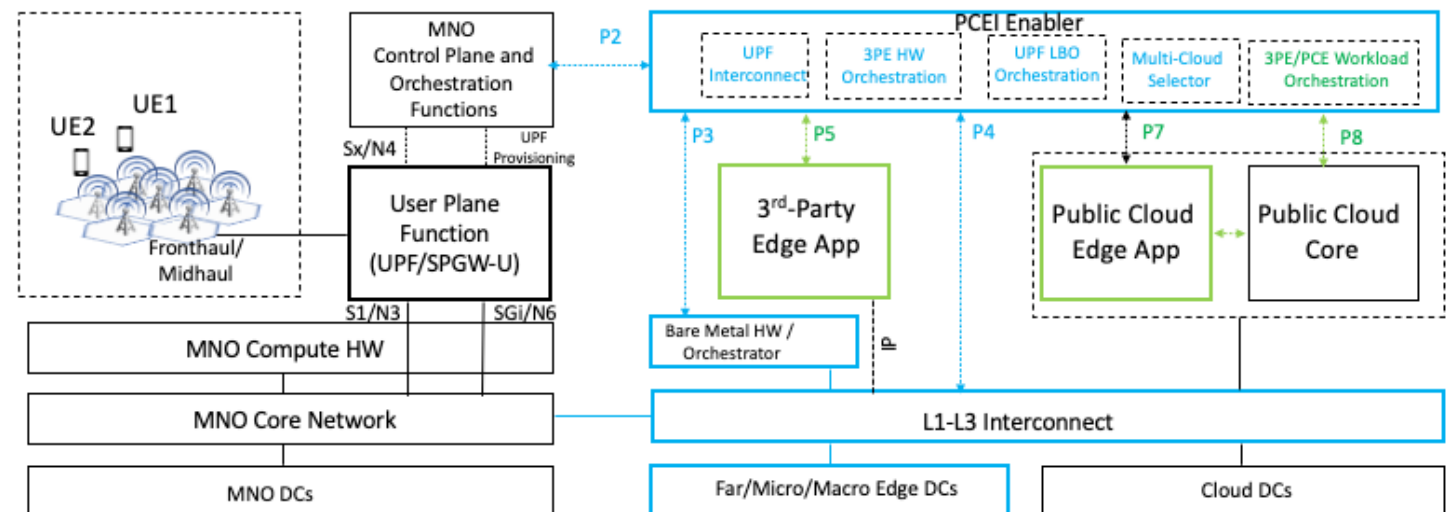 MNO
Control Plane and
Orchestration
Functions
P2
PCEI Enabler
UPF
Interconnect
3PE HW
Orchestration
UPF LBO
Orchestration
Multi-Cloud
Selector
3PE/PCE Workload
Orchestration
UE1
UE2
Sx/N4
UPF
Provisioning
P3
P5
P4
P7
P8
User Plane
Function
(UPF/SPGW-U)
3rd-Party
Edge App
Public Cloud
Edge App
Public Cloud
Core
Fronthaul/
Midhaul
S1/N3
SGi/N6
MNO Compute HW
Bare Metal HW /
Orchestrator
IP
MNO Core Network
L1-L3 Interconnect
MNO DCs
Far/Micro/Macro Edge DCs
Cloud DCs